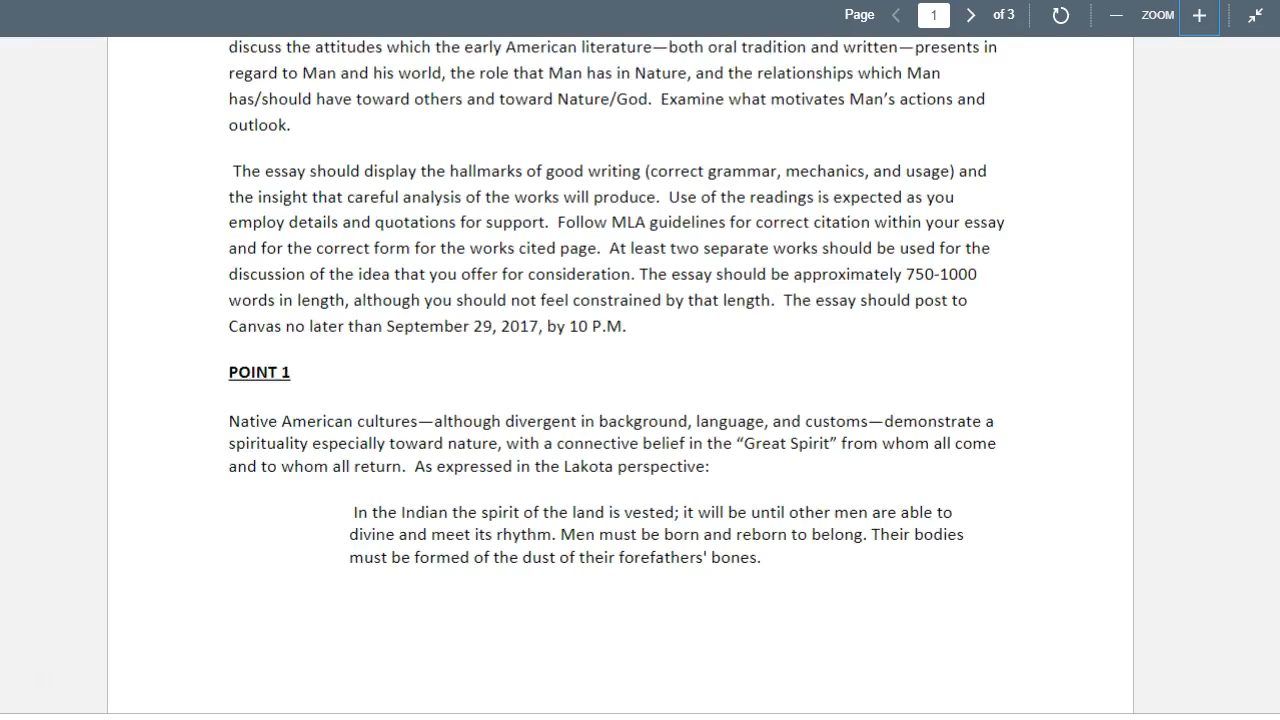 Page 1 of 3 ZOOM
discuss the attitudes which the early American literature—both oral tradition and written—presents in
regard to Man and his world, the role that Man has in Nature, and the relationships which Man
has/should have toward others and toward Nature/God.  Examine what motivates Man’s actions and
outlook.
The essay should display the hallmarks of good writing (correct grammar, mechanics, and usage) and
the insight that careful analysis of the works will produce.  Use of the readings is expected as you
employ details and quotations for support.  Follow MLA guidelines for correct citation within your essay
and for the correct form for the works cited page.  At least two separate works should be used for the
discussion of the idea that you offer for consideration. The essay should be approximately 750-1000
words in length, although you should not feel constrained by that length.  The essay should post to
Canvas no later than September 29, 2017, by 10 P.M.
POINT 1
Native American cultures—although divergent in background, language, and customs—demonstrate a
spirituality especially toward nature, with a connective belief in the “Great Spirit” from whom all come
and to whom all return.  As expressed in the Lakota perspective:
In the Indian the spirit of the land is vested; it will be until other men are able to
divine and meet its rhythm. Men must be born and reborn to belong. Their bodies
must be formed of the dust of their forefathers' bones.